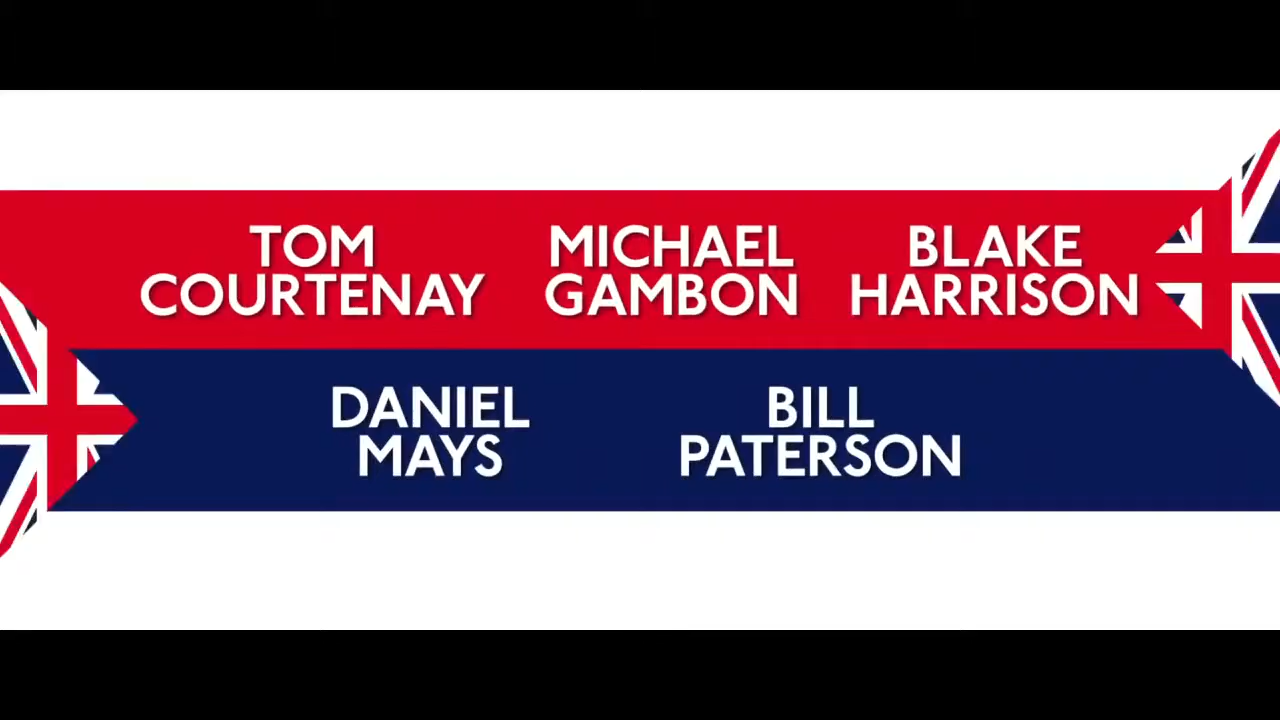 TOM
COURTENAY
MICHAEL
GAMBON
BLAKE
HARRISON
DANIEL
MAYS
BILL
PATERSON